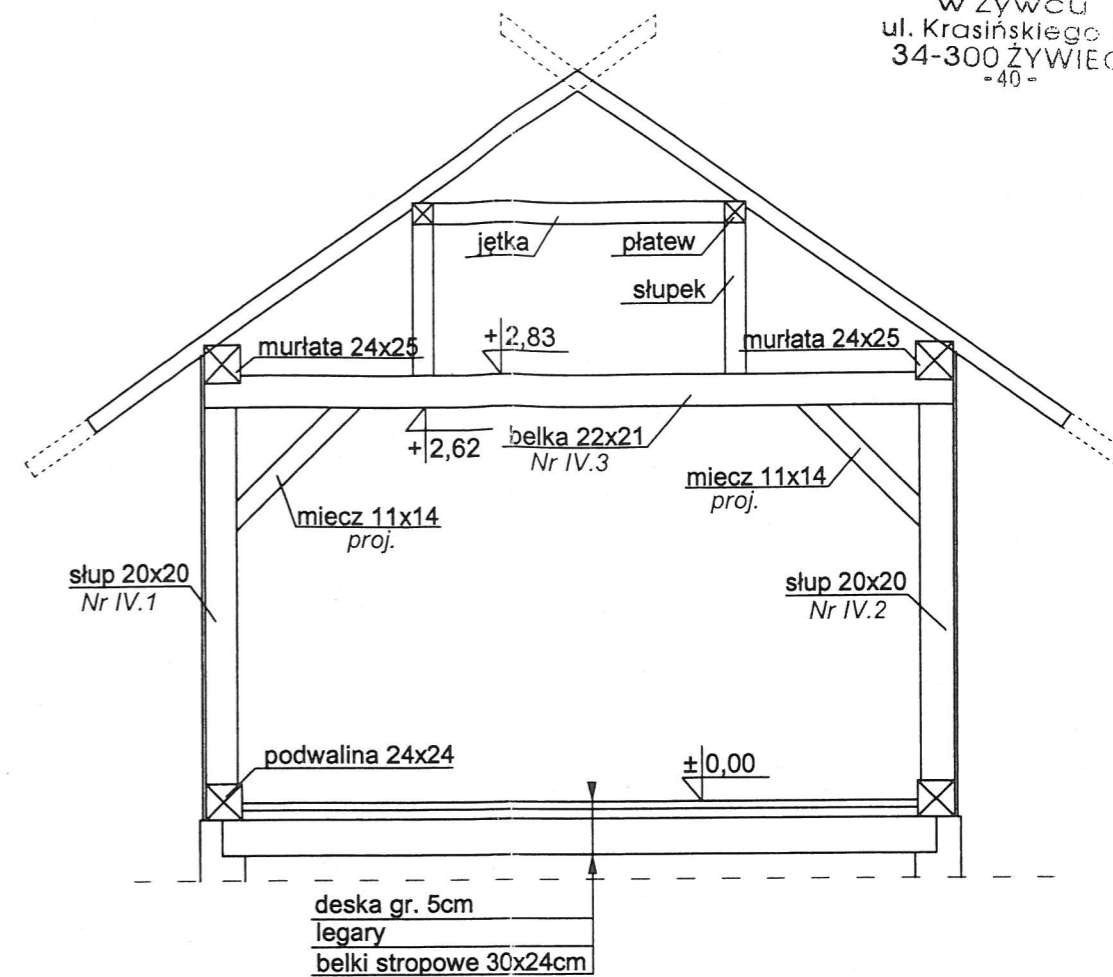 w Żywcu
ul. Krasińskiego
34-300 ŻYWIEC
-40-
jętka
płatew
słupek
murłata 24x25
+2,83
murłata 24x25
+2,62
belka 22x21
Nr IV.3
miecz 11x14
proj.
miecz 11x14
proj.
słup 20x20
Nr IV.1
słup 20x20
Nr IV.2
podwalina 24x24
±0,00
deska gr. 5cm
legary
belki stropowe 30x24cm